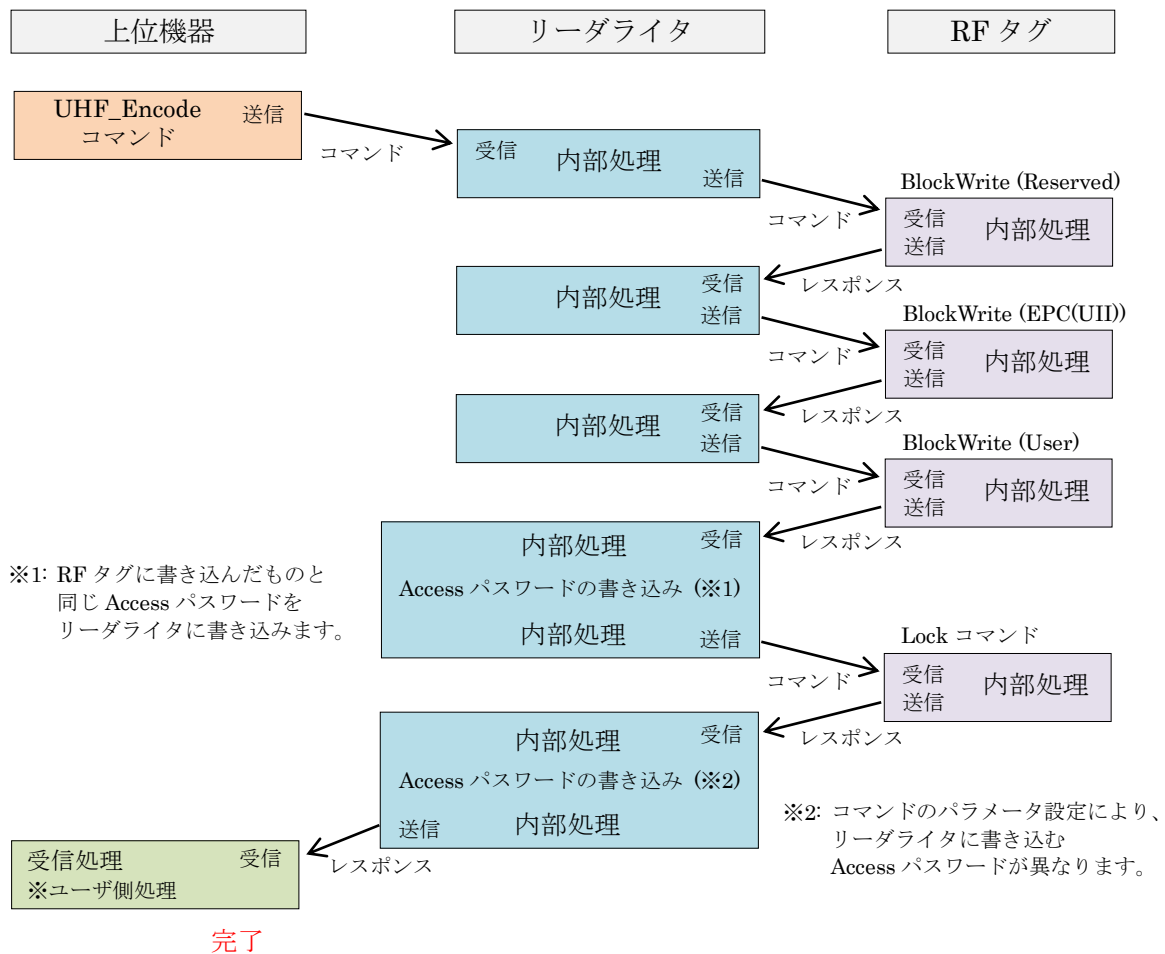 上位機器
リーダライタ
RF タグ
UHF_Encode 送信
コマンド
コマンド
受信 内部処理
送信
BlockWrite (Reserved)
コマンド
受信 内部処理
送信
レスポンス
内部処理 受信
送信
BlockWrite (EPC(UII))
コマンド
受信 内部処理
送信
レスポンス
内部処理 受信
送信
BlockWrite (User)
コマンド
受信 内部処理
送信
レスポンス
内部処理 受信
Access パスワードの書き込み (※1)
内部処理 送信
※1: RF タグに書き込んだものと
同じ Access パスワードを
リーダライタに書き込みます。
Lock コマンド
コマンド
受信 内部処理
送信
レスポンス
内部処理 受信
Access パスワードの書き込み (※2)
送信 内部処理
※2: コマンドのパラメータ設定により、
リーダライタに書き込む
Access パスワードが異なります。
レスポンス
受信処理 受信
※ユーザ側処理
完了